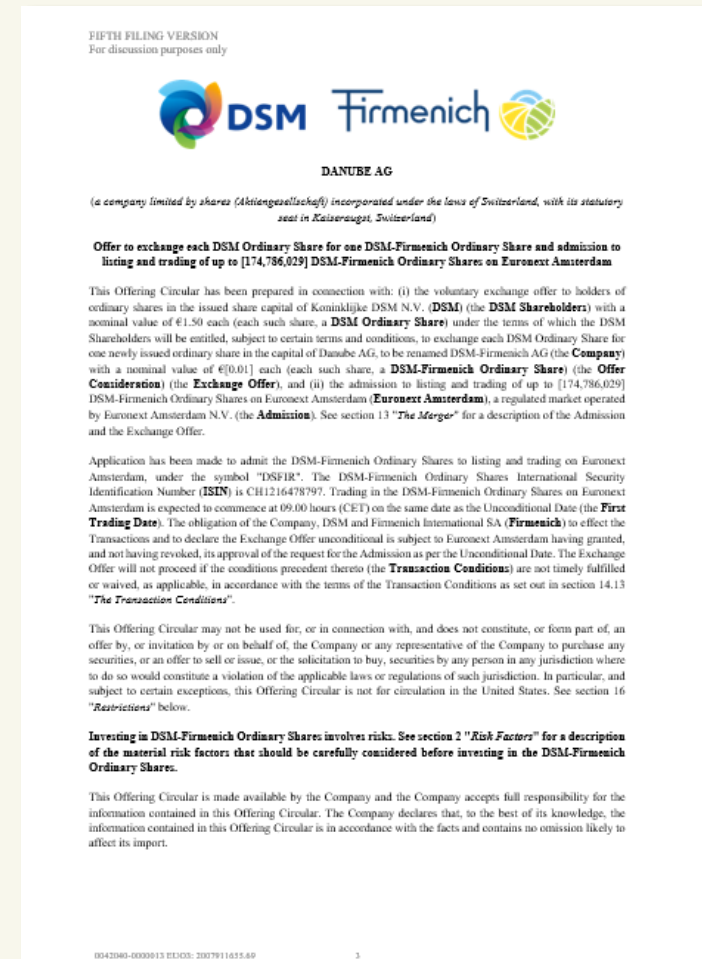 FIFTH FILING VERSION
For discussion purposes only
DSM Firmenich
DANUBE AG
(a company limited by shares (Aktiengesellschaft) incorporated under the laws of Switzerland, with its statutory
seat in Kaiseraugst, Switzerland)
Offer to exchange each DSM Ordinary Share for one DSM-Firmenich Ordinary Share and admission to
listing and trading of up to [174,786,029] DSM-Firmenich Ordinary Shares on Euronext Amsterdam
This Offering Circular has been prepared in connection with: (i) the voluntary exchange offer to holders of
ordinary shares in the issued share capital of Koninklijke DSM N.V. (DSM) (the DSM Shareholders) with a
nominal value of €1.50 each (each such share, a DSM Ordinary Share) under the terms of which the DSM
Shareholders will be entitled, subject to certain terms and conditions, to exchange each DSM Ordinary Share for
one newly issued ordinary share in the capital of Danube AG, to be renamed DSM-Firmenich AG (the Company)
with a nominal value of €[0.01] each (each such share, a DSM-Firmenich Ordinary Share) (the Offer
Consideration) (the Exchange Offer), and (ii) the admission to listing and trading of up to [174,786,029]
DSM-Firmenich Ordinary Shares on Euronext Amsterdam (Euronext Amsterdam), a regulated market operated
by Euronext Amsterdam N.V. (the Admission). See section 13 "The Merger" for a description of the Admission
and the Exchange Offer.
Application has been made to admit the DSM-Firmenich Ordinary Shares to listing and trading on Euronext
Amsterdam, under the symbol "DSFIR". The DSM-Firmenich Ordinary Shares International Security
Identification Number (ISIN) is CH1216478797. Trading in the DSM-Firmenich Ordinary Shares on Euronext
Amsterdam is expected to commence at 09.00 hours (CET) on the same date as the Unconditional Date (the First
Trading Date). The obligation of the Company, DSM and Firmenich International SA (Firmenich) to effect the
Transactions and to declare the Exchange Offer unconditional is subject to Euronext Amsterdam having granted,
and not having revoked, its approval of the request for the Admission as per the Unconditional Date. The Exchange
Offer will not proceed if the conditions precedent thereto (the Transaction Conditions) are not timely fulfilled
or waived, as applicable, in accordance with the terms of the Transaction Conditions as set out in section 14.13
"The Transaction Conditions".
This Offering Circular may not be used for, or in connection with, and does not constitute, or form part of, an
offer by, or invitation by or on behalf of, the Company or any representative of the Company to purchase any
securities, or an offer to sell or issue, or the solicitation to buy, securities by any person in any jurisdiction where
to do so would constitute a violation of the applicable laws or regulations of such jurisdiction. In particular, and
subject to certain exceptions, this Offering Circular is not for circulation in the United States. See section 16
"Restrictions" below.
Investing in DSM-Firmenich Ordinary Shares involves risks. See section 2 "Risk Factors" for a description
of the material risk factors that should be carefully considered before investing in the DSM-Firmenich
Ordinary Shares.
This Offering Circular is made available by the Company and the Company accepts full responsibility for the
information contained in this Offering Circular. The Company declares that, to the best of its knowledge, the
information contained in this Offering Circular is in accordance with the facts and contains no omission likely to
affect its import.
0042040-0000013 EUO3: 2007911655.69 3